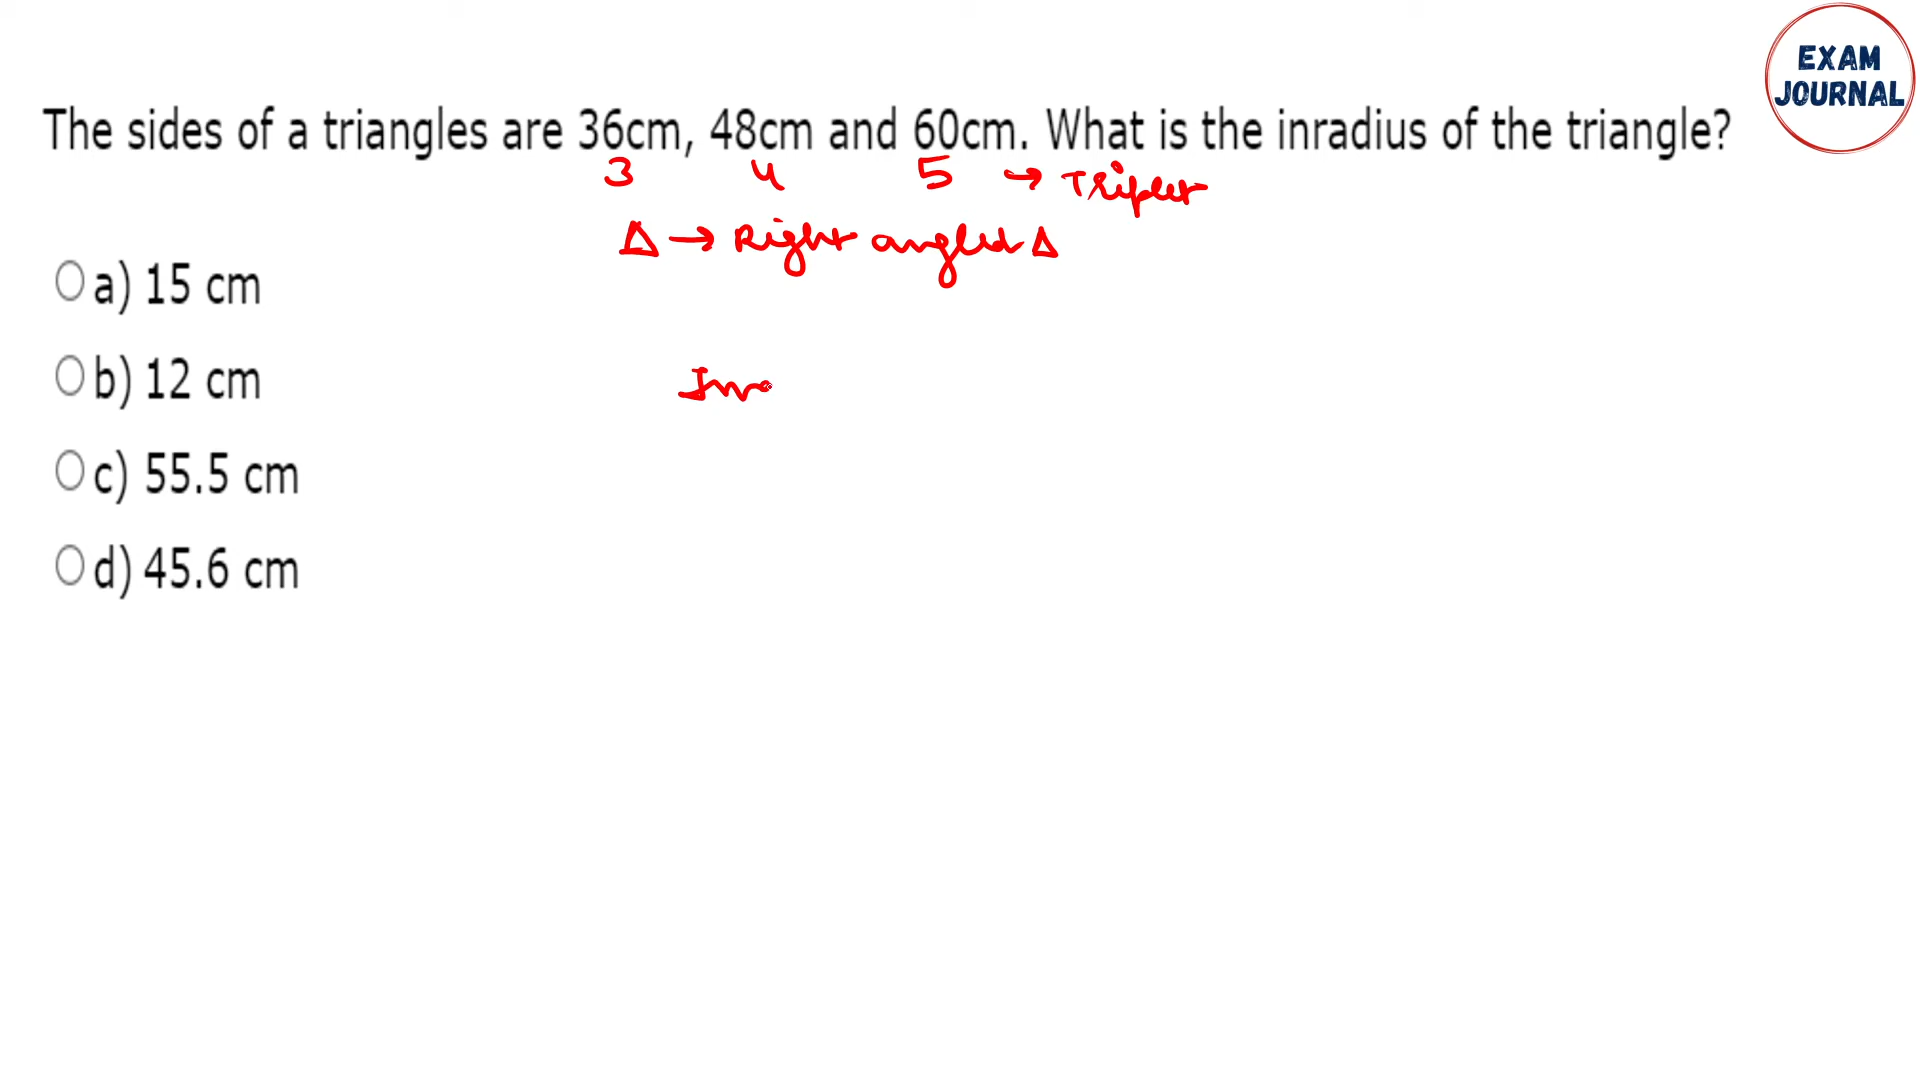 EXAM
JOURNAL
The sides of a triangles are 36cm, 48cm and 60cm. What is the inradius of the triangle?
3 4 5 → Triplet
Δ → Right angled Δ
a) 15 cm
b) 12 cm
Inra
c) 55.5 cm
d) 45.6 cm